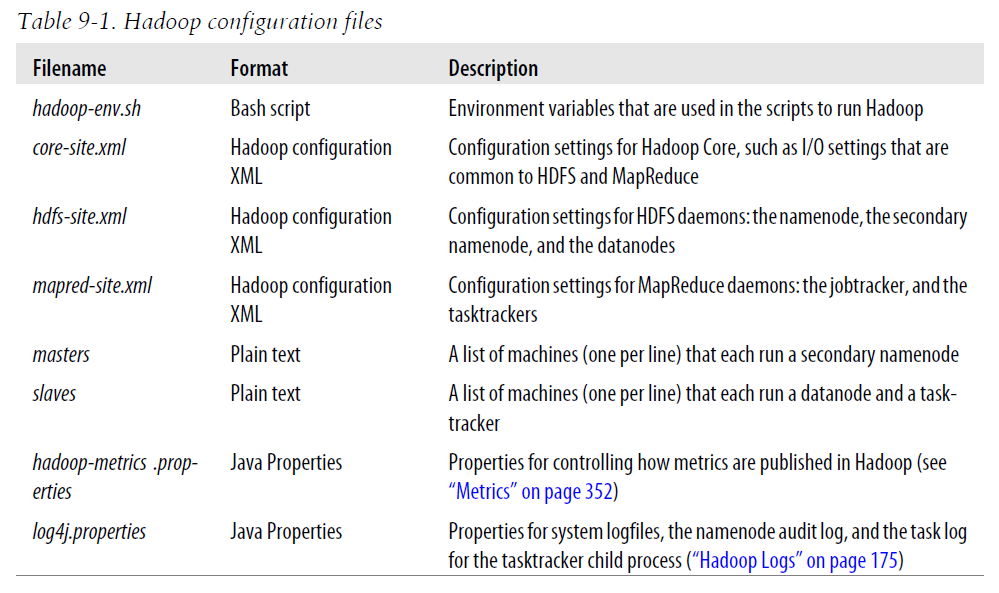 Table 9-1. Hadoop configuration files
Filename Format Description
hadoop-env.sh Bash script Environment variables that are used in the scripts to run Hadoop
core-site.xml Hadoop configuration Configuration settings for Hadoop Core, such as I/O settings that are
XML common to HDFS and MapReduce
hdfs-site.xml Hadoop configuration Configuration settings for HDFS daemons: the namenode, the secondary
XML namenode, and the datanodes
mapred-site.xml Hadoop configuration Configuration settings for MapReduce daemons: the jobtracker, and the
XML tasktrackers
masters Plain text A list of machines (one per line) that each run a secondary namenode
slaves Plain text A list of machines (one per line) that each run a datanode and a task-
tracker
hadoop-metrics .prop- Java Properties Properties for controlling how metrics are published in Hadoop (see
erties “Metrics” on page 352)
log4j.properties Java Properties Properties for system logfiles, the namenode audit log, and the task log
for the tasktracker child process (“Hadoop Logs” on page 175)